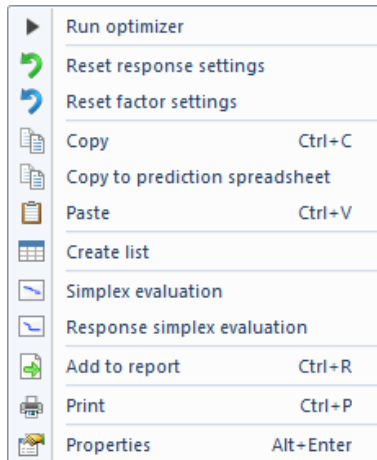 Run optimizer
Reset response settings
Reset factor settings
Copy Ctrl+C
Copy to prediction spreadsheet
Paste Ctrl+V
Create list
Simplex evaluation
Response simplex evaluation
Add to report Ctrl+R
Print Ctrl+P
Properties Alt+Enter